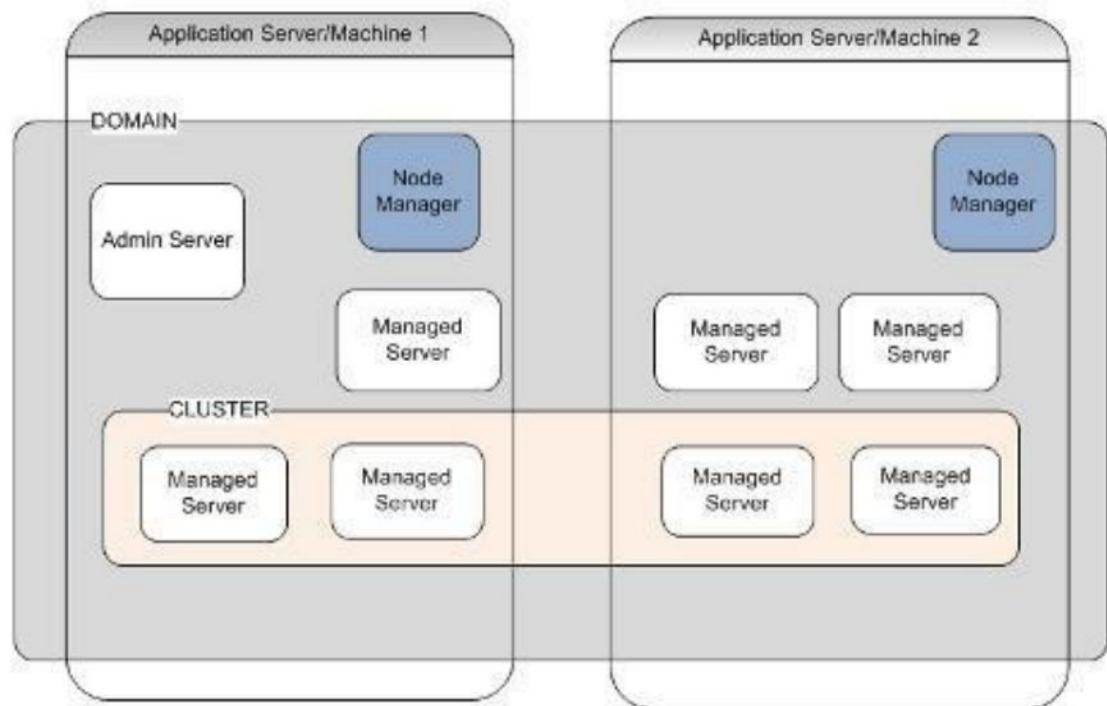 Application Server/Machine 1
Application Server/Machine 2
DOMAIN
Node
Manager
Node
Manager
Admin Server
Managed
Server
Managed
Server
Managed
Server
CLUSTER
Managed
Server
Managed
Server
Managed
Server
Managed
Server